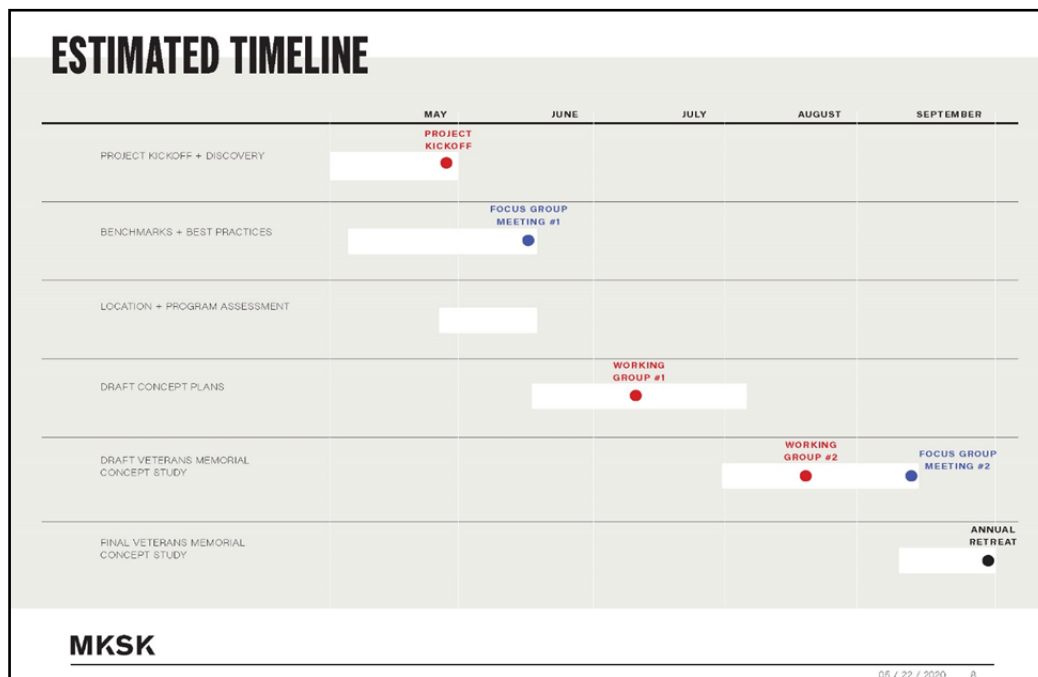 ESTIMATED TIMELINE
MAY JUNE JULY AUGUST SEPTEMBER
PROJECT KICKOFF + DISCOVERY
PROJECT
KICKOFF
BENCHMARKS + BEST PRACTICES
FOCUS GROUP
MEETING #1
LOCATION + PROGRAM ASSESSMENT
DRAFT CONCEPT PLANS
WORKING
GROUP #1
DRAFT VETERANS MEMORIAL
CONCEPT STUDY
WORKING
GROUP #2
FOCUS GROUP
MEETING #2
FINAL VETERANS MEMORIAL
CONCEPT STUDY
ANNUAL
RETREAT
MKSK
05 / 22 / 2020 8